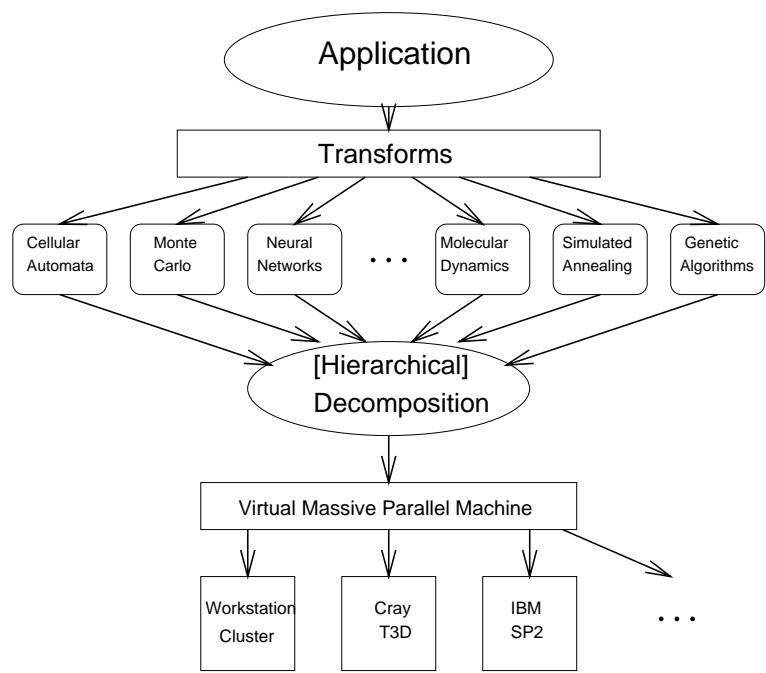 Application
Transforms
Cellular
Automata
Monte
Carlo
Neural
Networks
...
Molecular
Dynamics
Simulated
Annealing
Genetic
Algorithms
[Hierarchical]
Decomposition
Virtual Massive Parallel Machine
Workstation
Cluster
Cray
T3D
IBM
SP2
...